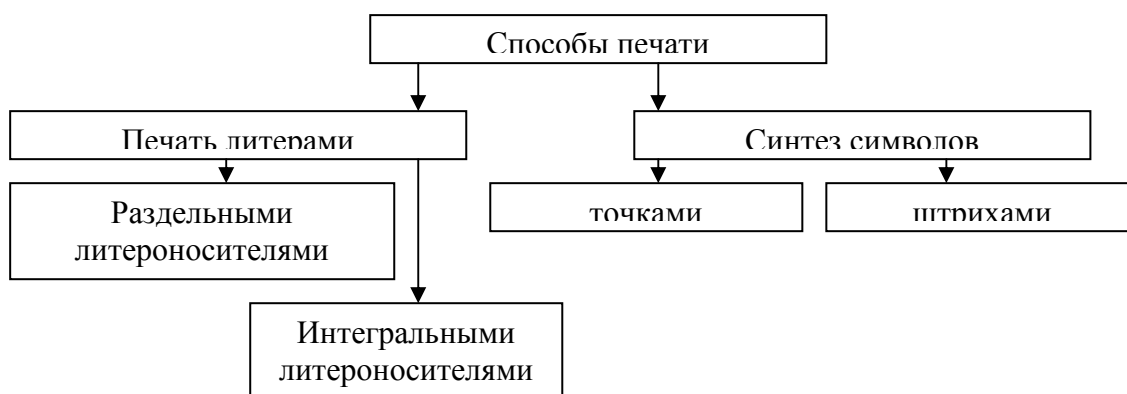 Способы печати
Печать литерами
Синтез символов
Раздельными
литероносителями
точками
штрихами
Интегральными
литероносителями